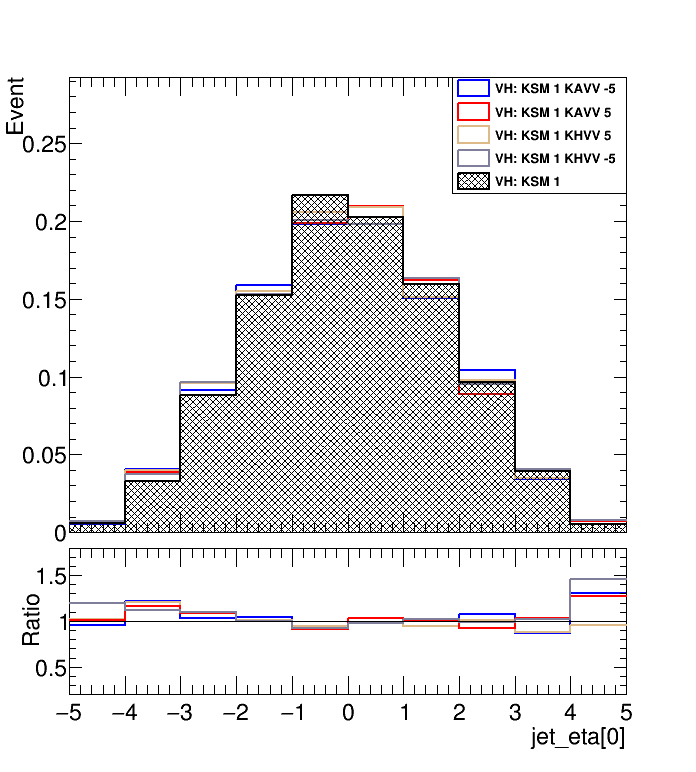 Event
VH: KSM 1 KAVV -5
VH: KSM 1 KAVV 5
VH: KSM 1 KHVV 5
VH: KSM 1 KHVV -5
VH: KSM 1
0.25
0.2
0.15
0.1
0.05
0
Ratio
1.5
1
0.5
−5 −4 −3 −2 −1 0 1 2 3 4 5
jet_eta[0]